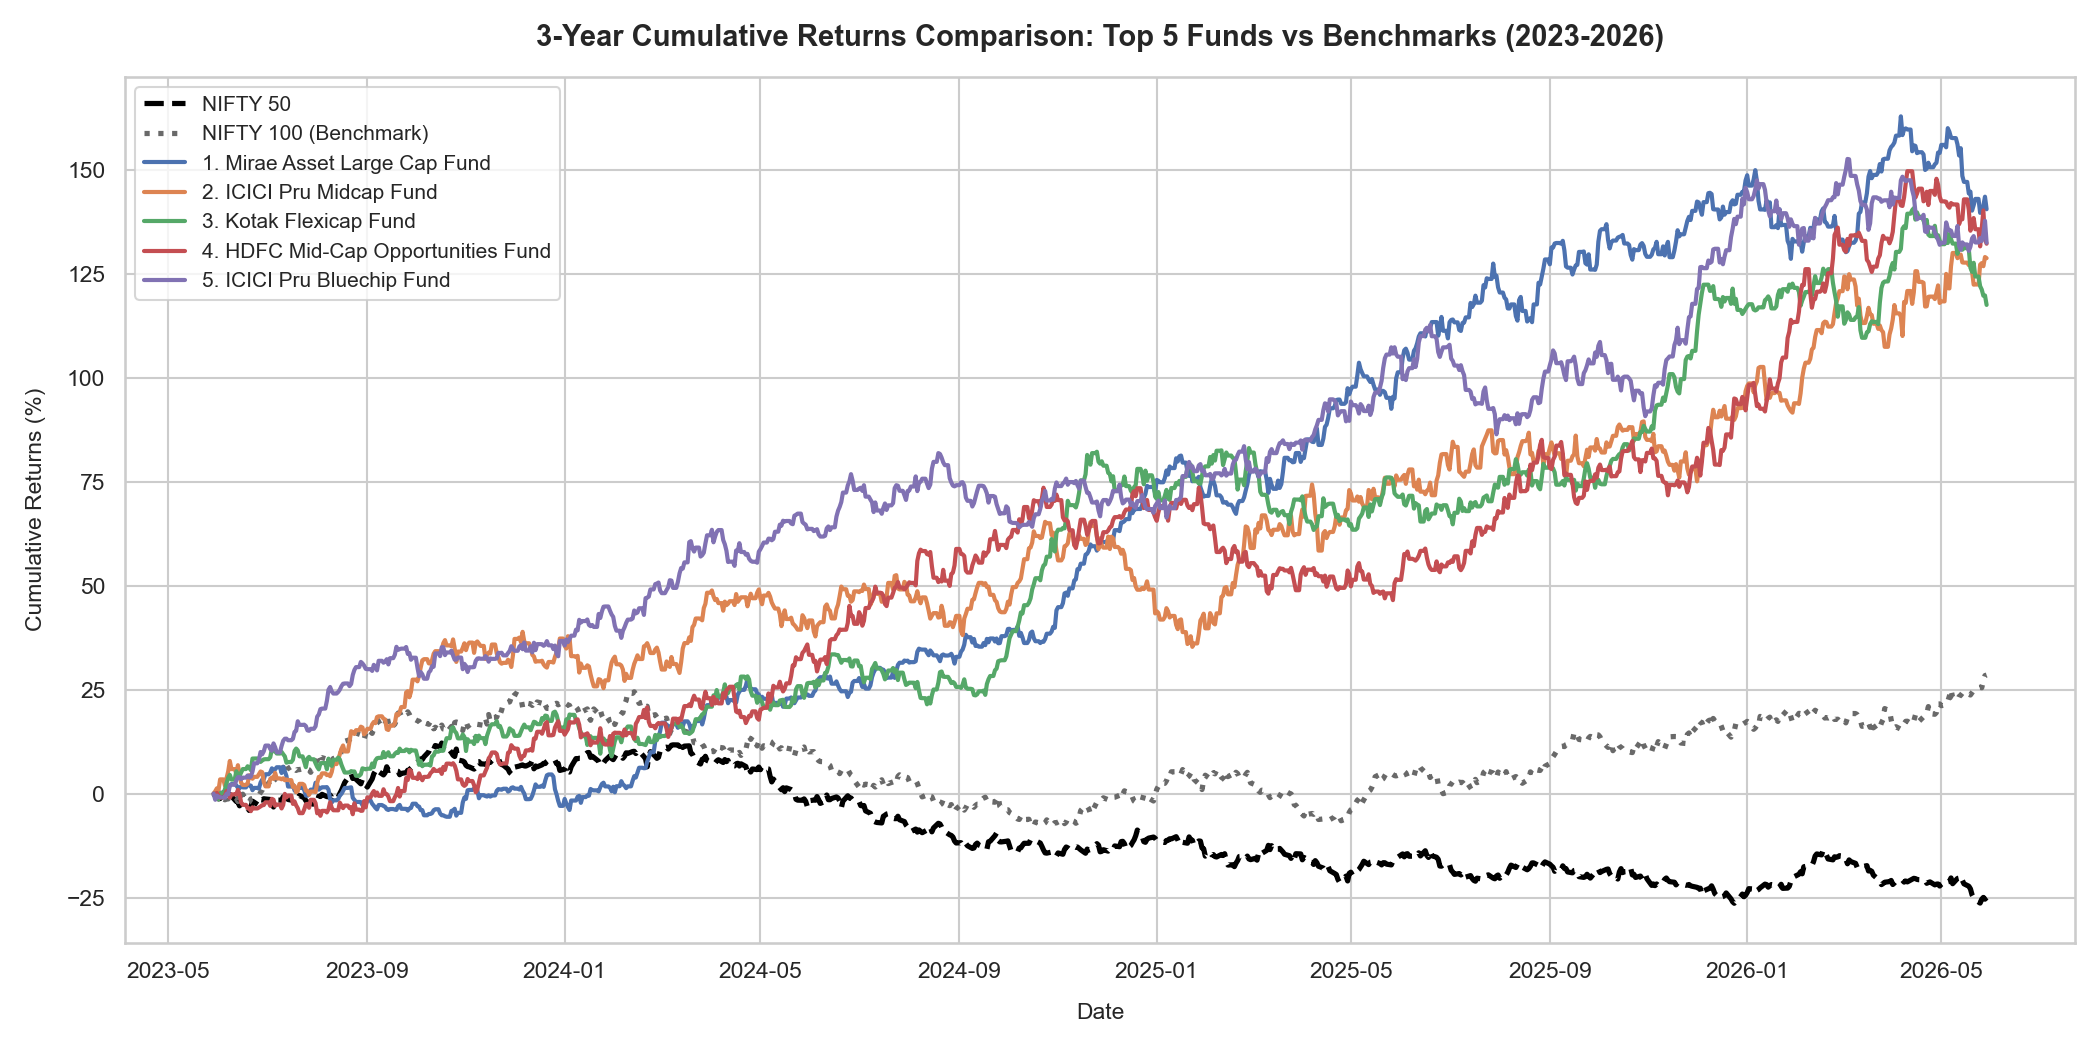 3-Year Cumulative Returns Comparison: Top 5 Funds vs Benchmarks (2023-2026)
NIFTY 50
NIFTY 100 (Benchmark)
1. Mirae Asset Large Cap Fund
2. ICICI Pru Midcap Fund
3. Kotak Flexicap Fund
4. HDFC Mid-Cap Opportunities Fund
5. ICICI Pru Bluechip Fund
Cumulative Returns (%)
150
125
100
75
50
25
0
−25
2023-05 2023-09 2024-01 2024-05 2024-09 2025-01 2025-05 2025-09 2026-01 2026-05
Date